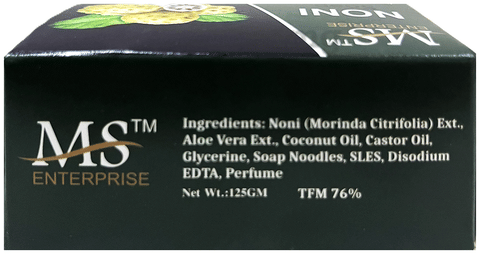 NONI
MS™
ENTERPRISE
MS™
ENTERPRISE
Ingredients: Noni (Morinda Citrifolia) Ext.,
Aloe Vera Ext., Coconut Oil, Castor Oil,
Glycerine, Soap Noodles, SLES, Disodium
EDTA, Perfume
Net Wt.:125GM TFM 76%